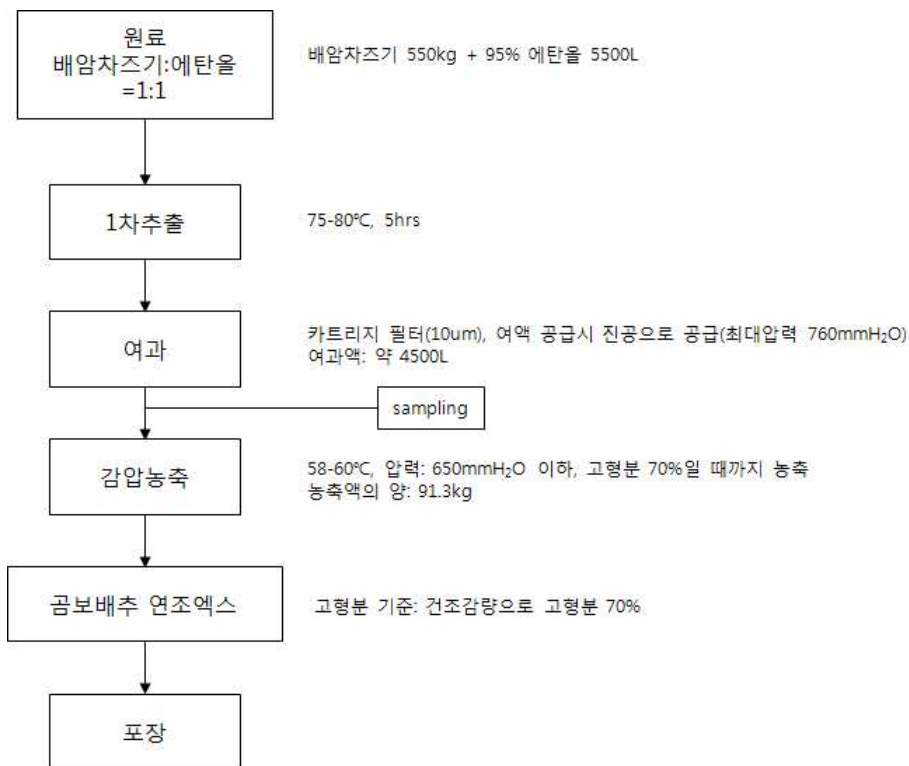 원료
배암차즈기:에탄올
=1:1
배암차즈기 550kg + 95% 에탄올 5500L
1차추출
75-80℃, 5hrs
여과
카트리지 필터(10um), 여액 공급시 진공으로 공급(최대압력 760mmH₂O)
여과액: 약 4500L
sampling
감압농축
58-60℃, 압력: 650mmH₂O 이하, 고형분 70%일 때까지 농축
농축액의 양: 91.3kg
곰보배추 연조엑스
고형분 기준: 건조감량으로 고형분 70%
포장